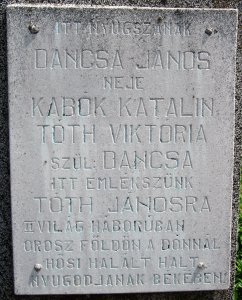 ITT NYUGSZANAK
DANCSA JÁNOS
NEJE
KABÓK KATALIN
TÓTH VIKTÓRIA
SZÜL: DANCSA
ITT EMLÉKSZÜNK
TÓTH JÁNOSRA
II VILÁG HÁBORÚBAN
OROSZ FÖLDÖN A DONNÁL
HŐSI HALÁLT HALT
NYUGODJANAK BÉKÉBEN!